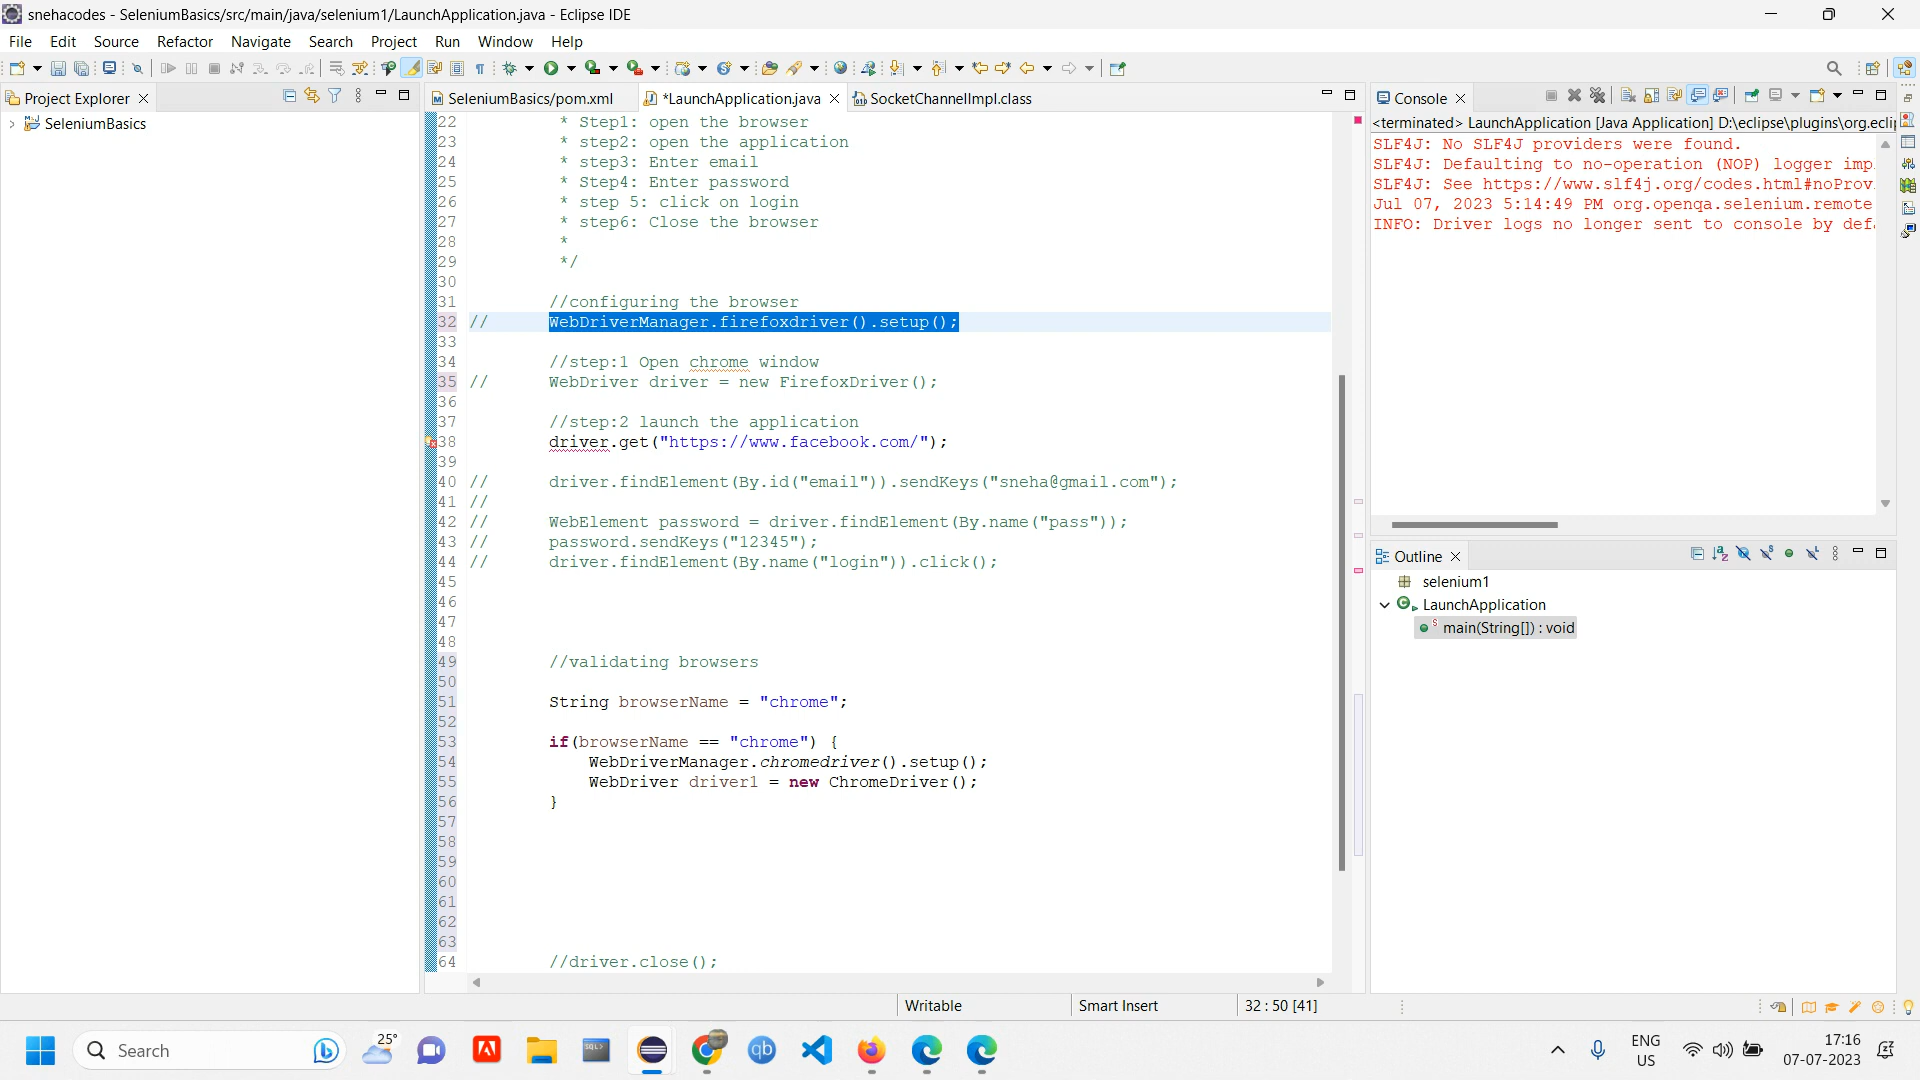 snehacodes - SeleniumBasics/src/main/java/selenium1/LaunchApplication.java - Eclipse IDE
File Edit Source Refactor Navigate Search Project Run Window Help
Project Explorer
SeleniumBasics
SeleniumBasics/pom.xml *LaunchApplication.java SocketChannelImpl.class
22 * Step1: open the browser
23 * step2: open the application
24 * step3: Enter email
25 * Step4: Enter password
26 * step 5: click on login
27 * step6: Close the browser
28 *
29 */
30
31 //configuring the browser
32 // WebDriverManager.firefoxdriver().setup();
33
34 //step:1 Open chrome window
35 // WebDriver driver = new FirefoxDriver();
36
37 //step:2 launch the application
38 driver.get("https://www.facebook.com/");
39
40 // driver.findElement(By.id("email")).sendKeys("sneha@gmail.com");
41 //
42 // WebElement password = driver.findElement(By.name("pass"));
43 // password.sendKeys("12345");
44 // driver.findElement(By.name("login")).click();
45
46
47
48
49 //validating browsers
50
51 String browserName = "chrome";
52
53 if(browserName == "chrome") {
54 WebDriverManager.chromedriver().setup();
55 WebDriver driver1 = new ChromeDriver();
56 }
57
58
59
60
61
62
63
64 //driver.close();
Console
<terminated> LaunchApplication [Java Application] D:\eclipse\plugins\org.ecli
SLF4J: No SLF4J providers were found.
SLF4J: Defaulting to no-operation (NOP) logger imp
SLF4J: See https://www.slf4j.org/codes.html#noProv
Jul 07, 2023 5:14:49 PM org.openqa.selenium.remote
INFO: Driver logs no longer sent to console by def
Outline
selenium1
LaunchApplication
main(String[]) : void
Writable Smart Insert 32 : 50 [41]
Search
25°
SQL>
qb
ENG
US
17:16
07-07-2023